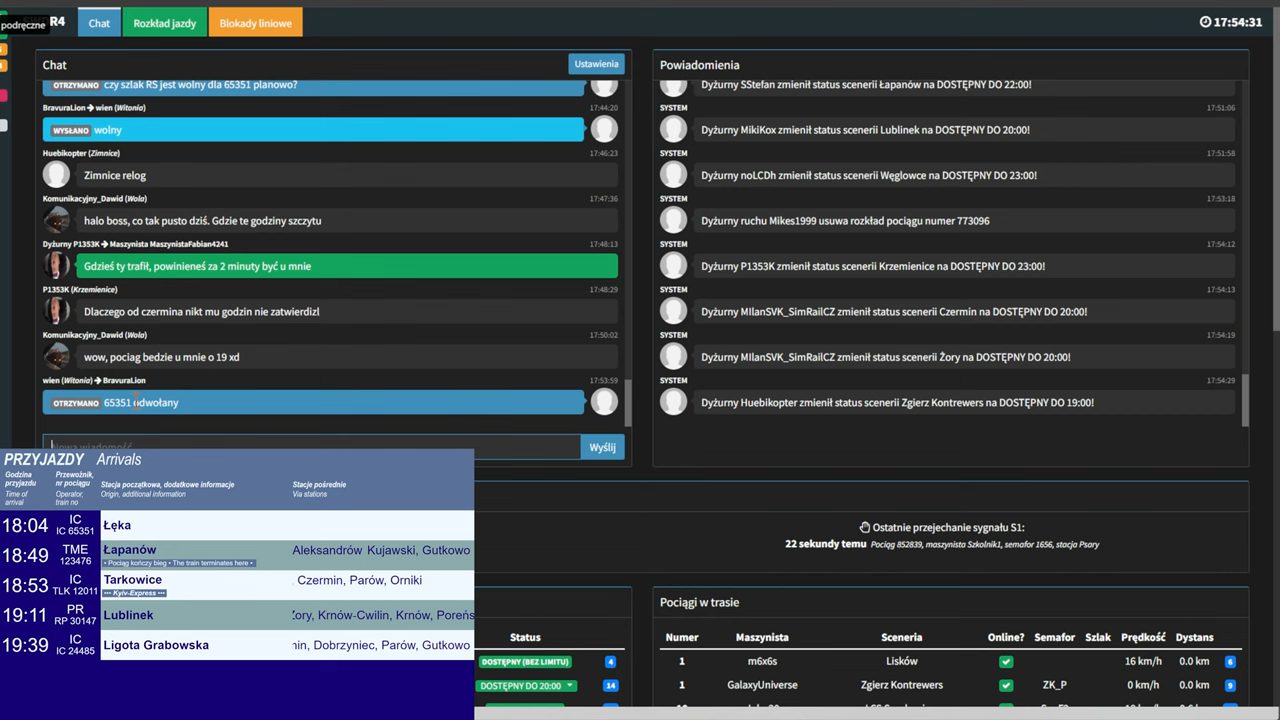 podręczne
R4
Chat
Rozkład jazdy
Blokady liniowe
17:54:31
Chat
Ustawienia
OTRZYMANO czy szlak RS jest wolny dla 65351 planowo?
BravuraLion → wien (Witonia) 17:44:20
WYSŁANO wolny
Huebikopter (Zimnice) 17:46:23
Zimnice relog
Komunikacyjny_Dawid (Wola) 17:47:36
halo boss, co tak pusto dziś. Gdzie te godziny szczytu
Dyżurny P1353K → Maszynista MaszynistaFabian4241 17:48:13
Gdzieś ty trafił, powinieneś za 2 minuty być u mnie
P1353K (Krzemienice) 17:48:29
Dlaczego od czermina nikt mu godzin nie zatwierdizl
Komunikacyjny_Dawid (Wola) 17:50:02
wow, pociąg bedzie u mnie o 19 xd
wien (Witonia) → BravuraLion 17:53:59
OTRZYMANO 65351 odwołany
Nowa wiadomość
Wyślij
Powiadomienia
Dyżurny SStefan zmienił status scenerii Łapanów na DOSTĘPNY DO 22:00!
SYSTEM 17:51:06
Dyżurny MikiKox zmienił status scenerii Lublinek na DOSTĘPNY DO 20:00!
SYSTEM 17:51:58
Dyżurny noLCDh zmienił status scenerii Węglowce na DOSTĘPNY DO 23:00!
SYSTEM 17:53:18
Dyżurny ruchu Mikes1999 usuwa rozkład pociągu numer 773096
SYSTEM 17:54:12
Dyżurny P1353K zmienił status scenerii Krzemienice na DOSTĘPNY DO 23:00!
SYSTEM 17:54:13
Dyżurny MIlanSVK_SimRailCZ zmienił status scenerii Czermin na DOSTĘPNY DO 20:00!
SYSTEM 17:54:19
Dyżurny MIlanSVK_SimRailCZ zmienił status scenerii Żory na DOSTĘPNY DO 20:00!
SYSTEM 17:54:29
Dyżurny Huebikopter zmienił status scenerii Zgierz Kontrewers na DOSTĘPNY DO 19:00!
PRZYJAZDY Arrivals
Godzina przyjazdu Time of arrival
Przewoźnik, nr pociągu Operator, train no
Stacja początkowa, dodatkowe informacje Origin, additional information
Stacje pośrednie Via stations
18:04 IC IC 65351 Łęka
18:49 TME 123476 Łapanów Aleksandrów Kujawski, Gutkowo
• Pociąg kończy bieg • The train terminates here •
18:53 IC TLK 12011 Tarkowice , Czermin, Parów, Orniki
••• Kyiv-Express •••
19:11 PR RP 30147 Lublinek Żory, Krnów-Cwilin, Krnów, Poreńs
19:39 IC IC 24485 Ligota Grabowska nin, Dobrzyniec, Parów, Gutkowo
Ostatnie przejechanie sygnału S1:
22 sekundy temu Pociąg 852839, maszynista Szkolnik1, semafor 1656, stacja Psary
Status
DOSTĘPNY (BEZ LIMITU) 4
DOSTĘPNY DO 20:00 14
Pociągi w trasie
Numer Maszynista Sceneria Online? Semafor Szlak Prędkość Dystans
1 m6x6s Lisków 16 km/h 0.0 km 6
1 GalaxyUniverse Zgierz Kontrewers ZK_P 0 km/h 0.0 km 9